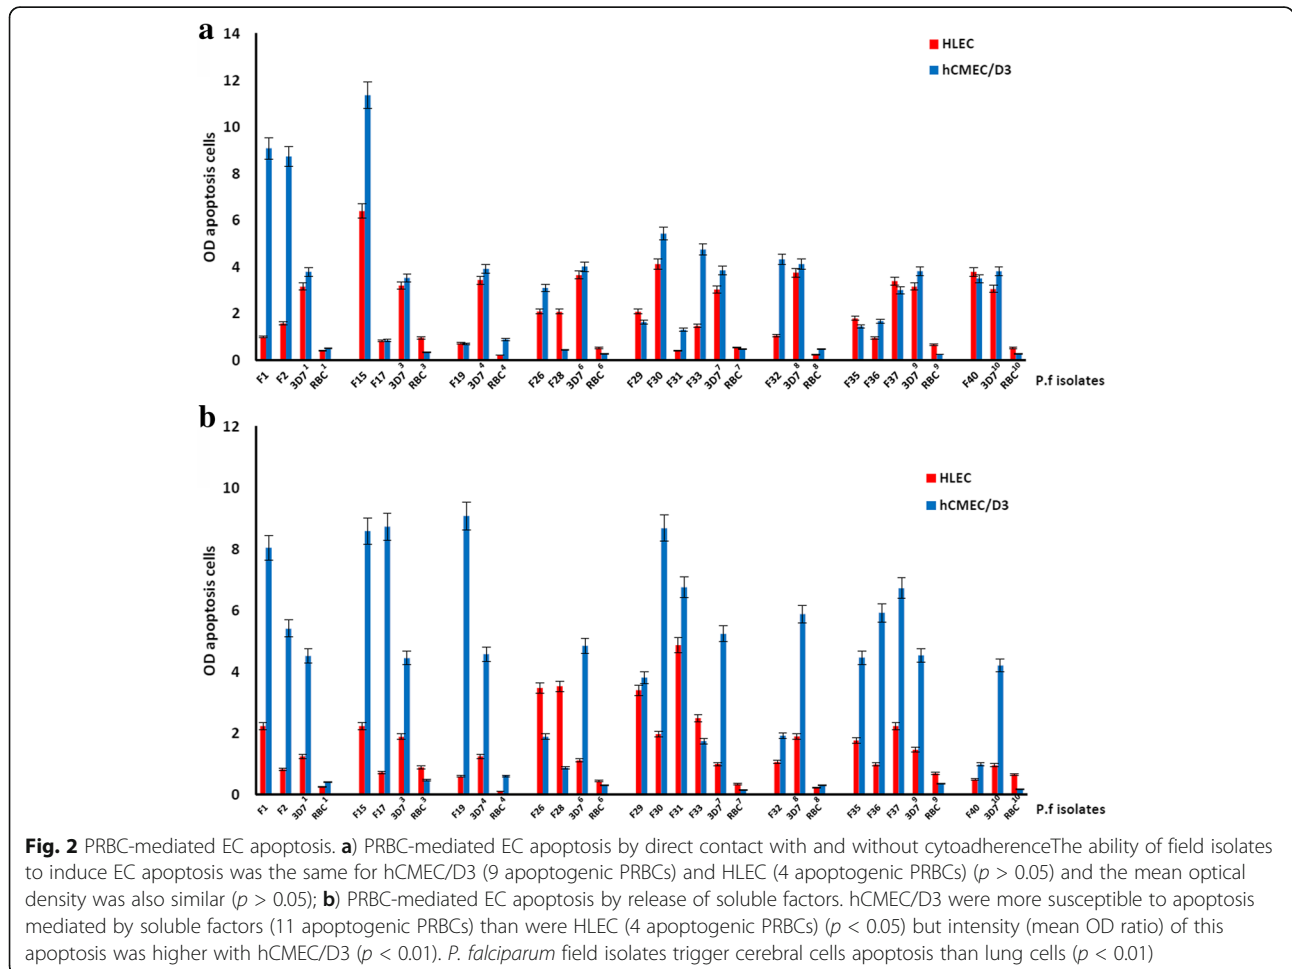 a
14
12
10
8
6
4
2
0
OD apoptosis cells
HLEC
hCMEC/D3
F1 F2 3D7¹ RBC¹ F15 F17 3D7³ RBC³ F19 3D7⁴ RBC⁴ F26 F28 3D7⁶ RBC⁶ F29 F30 F31 F33 3D7⁷ RBC⁷ F32 3D7⁸ RBC⁸ F35 F36 F37 3D7⁹ RBC⁹ F40 3D7¹⁰ RBC¹⁰
P.f isolates
b
12
10
8
6
4
2
0
OD apoptosis cells
HLEC
hCMEC/D3
F1 F2 3D7¹ RBC¹ F15 F17 3D7³ RBC³ F19 3D7⁴ RBC⁴ F26 F28 3D7⁶ RBC⁶ F29 F30 F31 F33 3D7⁷ RBC⁷ F32 3D7⁸ RBC⁸ F35 F36 F37 3D7⁹ RBC⁹ F40 3D7¹⁰ RBC¹⁰
P.f isolates
Fig. 2 PRBC-mediated EC apoptosis. a) PRBC-mediated EC apoptosis by direct contact with and without cytoadherenceThe ability of field isolates
to induce EC apoptosis was the same for hCMEC/D3 (9 apoptogenic PRBCs) and HLEC (4 apoptogenic PRBCs) (p > 0.05) and the mean optical
density was also similar (p > 0.05); b) PRBC-mediated EC apoptosis by release of soluble factors. hCMEC/D3 were more susceptible to apoptosis
mediated by soluble factors (11 apoptogenic PRBCs) than were HLEC (4 apoptogenic PRBCs) (p < 0.05) but intensity (mean OD ratio) of this
apoptosis was higher with hCMEC/D3 (p < 0.01). P. falciparum field isolates trigger cerebral cells apoptosis than lung cells (p < 0.01)